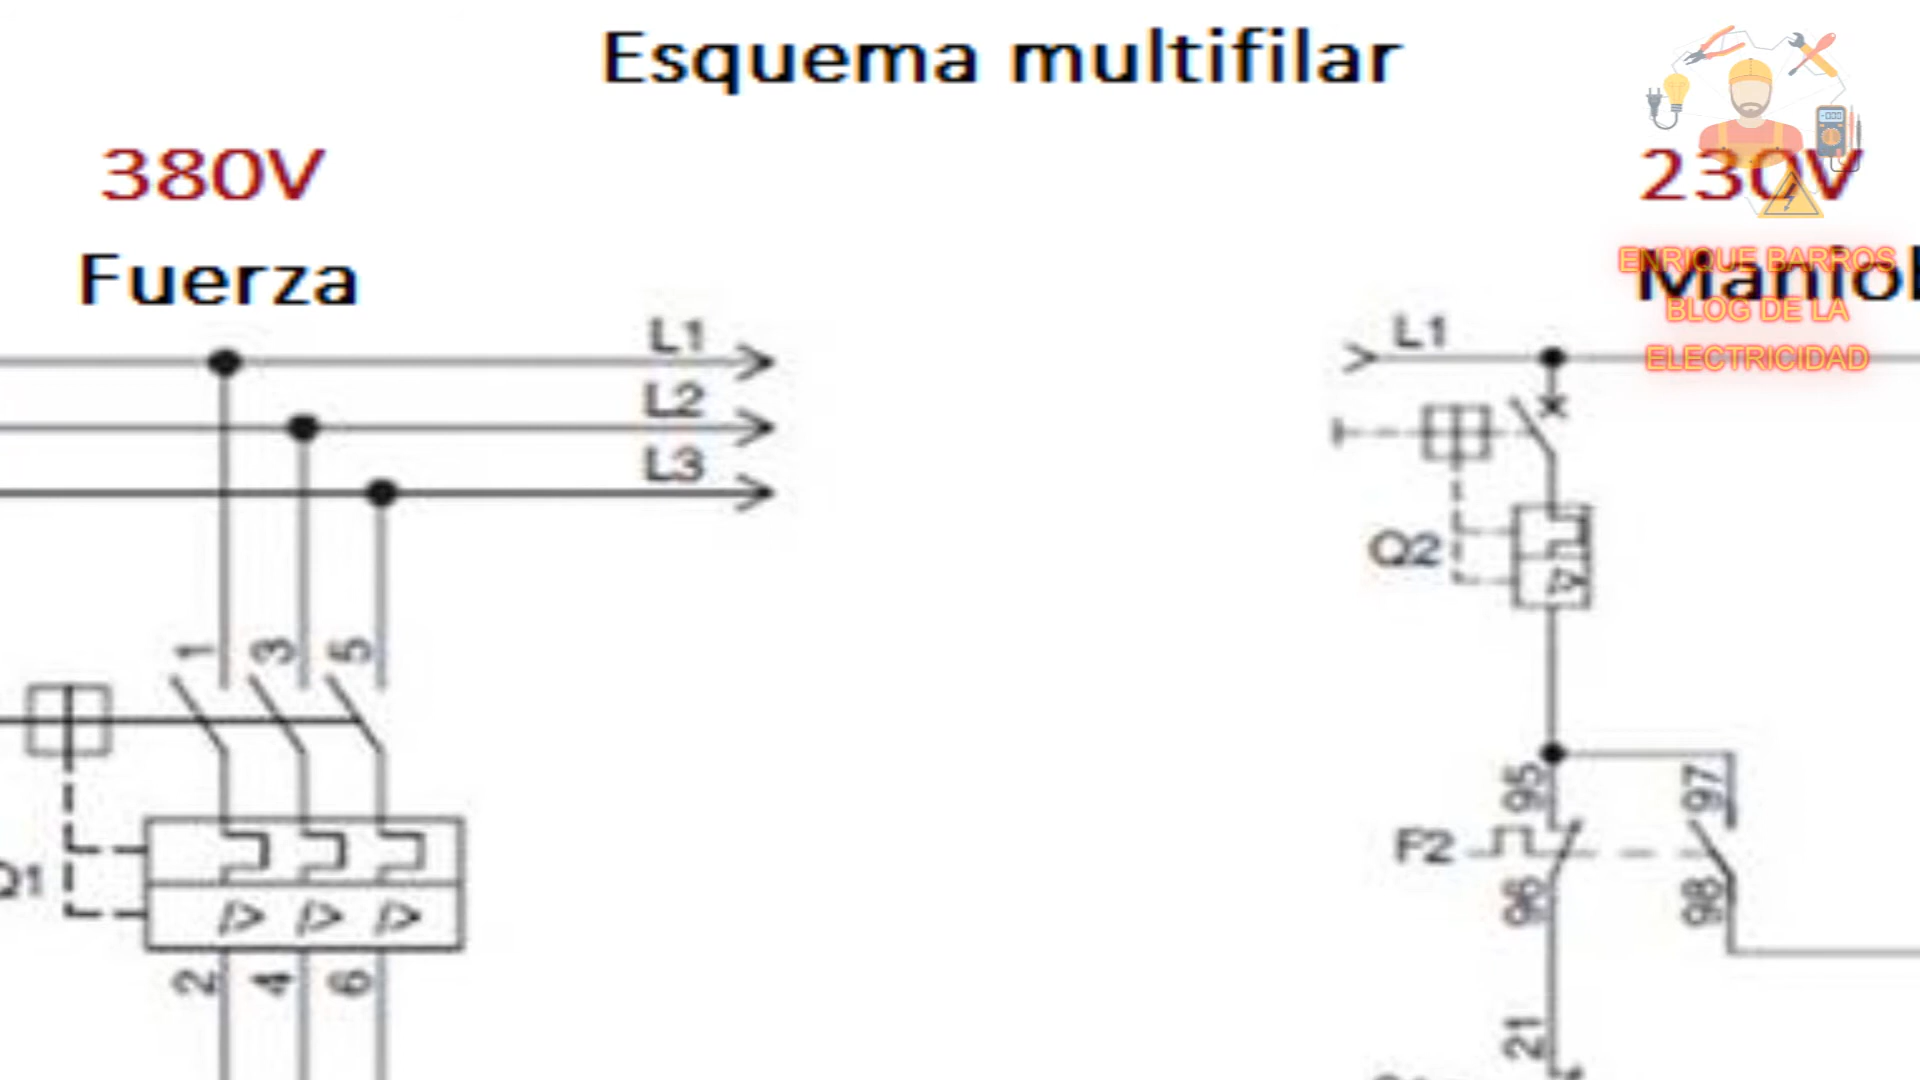 Esquema multifilar
380V
230V
Fuerza
ENRIQUE BARROS
BLOG DE LA
ELECTRICIDAD
L1
L2
L3
L1
Q2
1
3
5
95
97
F2
96
98
2
4
6
21